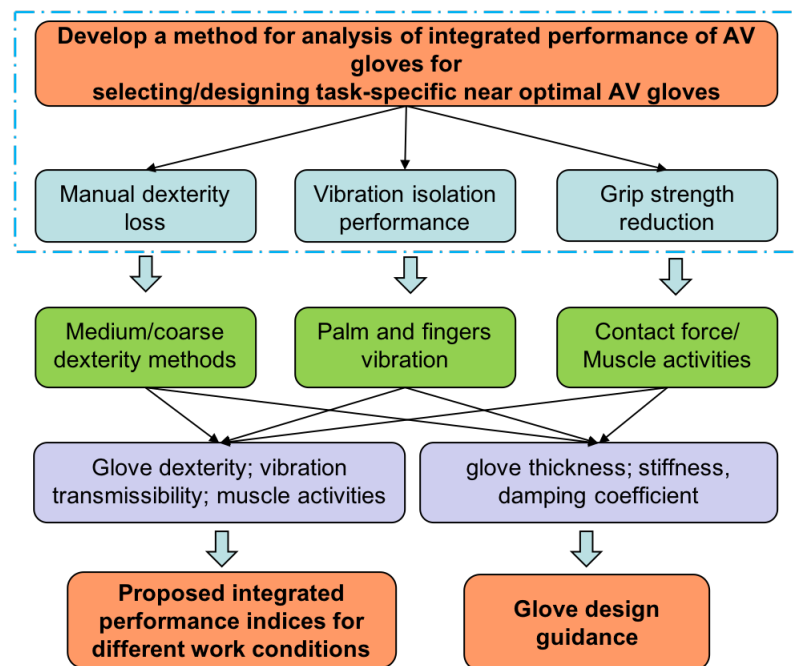 Develop a method for analysis of integrated performance of AV
gloves for
selecting/designing task-specific near optimal AV gloves
Manual dexterity
loss
Vibration isolation
performance
Grip strength
reduction
Medium/coarse
dexterity methods
Palm and fingers
vibration
Contact force/
Muscle activities
Glove dexterity; vibration
transmissibility; muscle activities
glove thickness; stiffness,
damping coefficient
Proposed integrated
performance indices for
different work conditions
Glove design
guidance